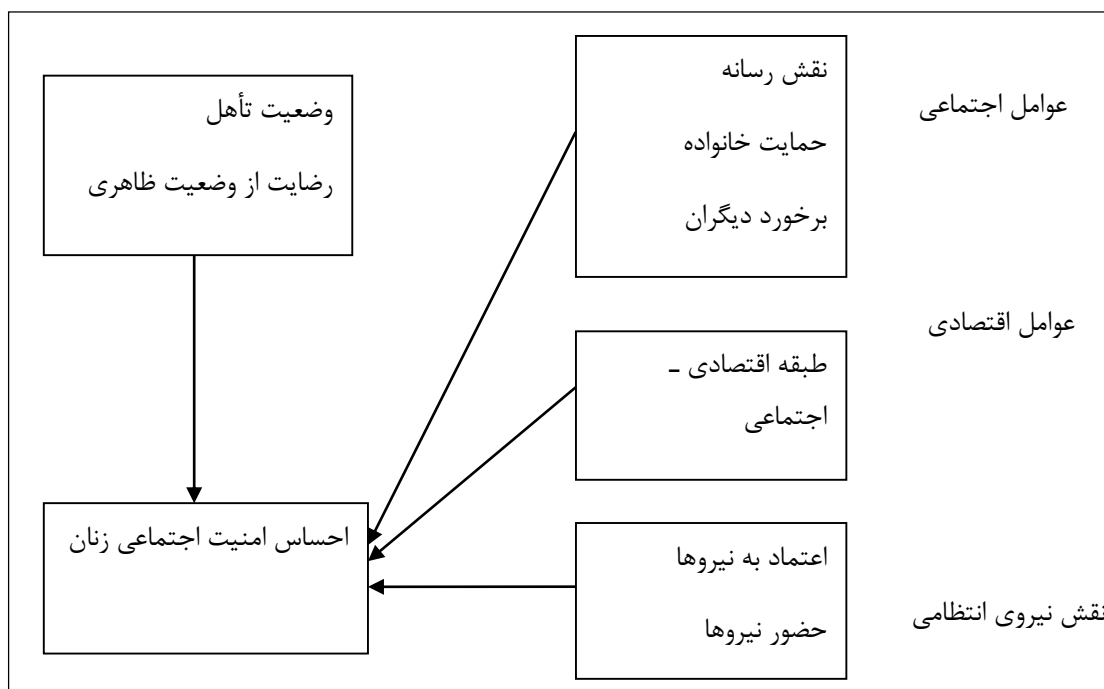 عوامل اجتماعی
نقش رسانه
حمایت خانواده
برخورد دیگران
وضعیت تأهل
رضایت از وضعیت ظاهری
عوامل اقتصادی
طبقه اقتصادی ـ
اجتماعی
نقش نیروی انتظامی
اعتماد به نیروها
حضور نیروها
احساس امنیت اجتماعی زنان